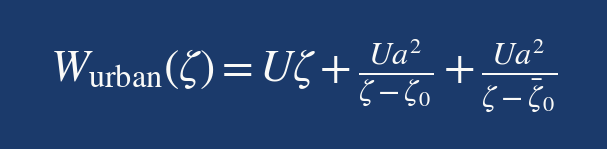 W_urban(ζ) = Uζ + Ua²/(ζ − ζ₀) + Ua²/(ζ − ζ̄₀)